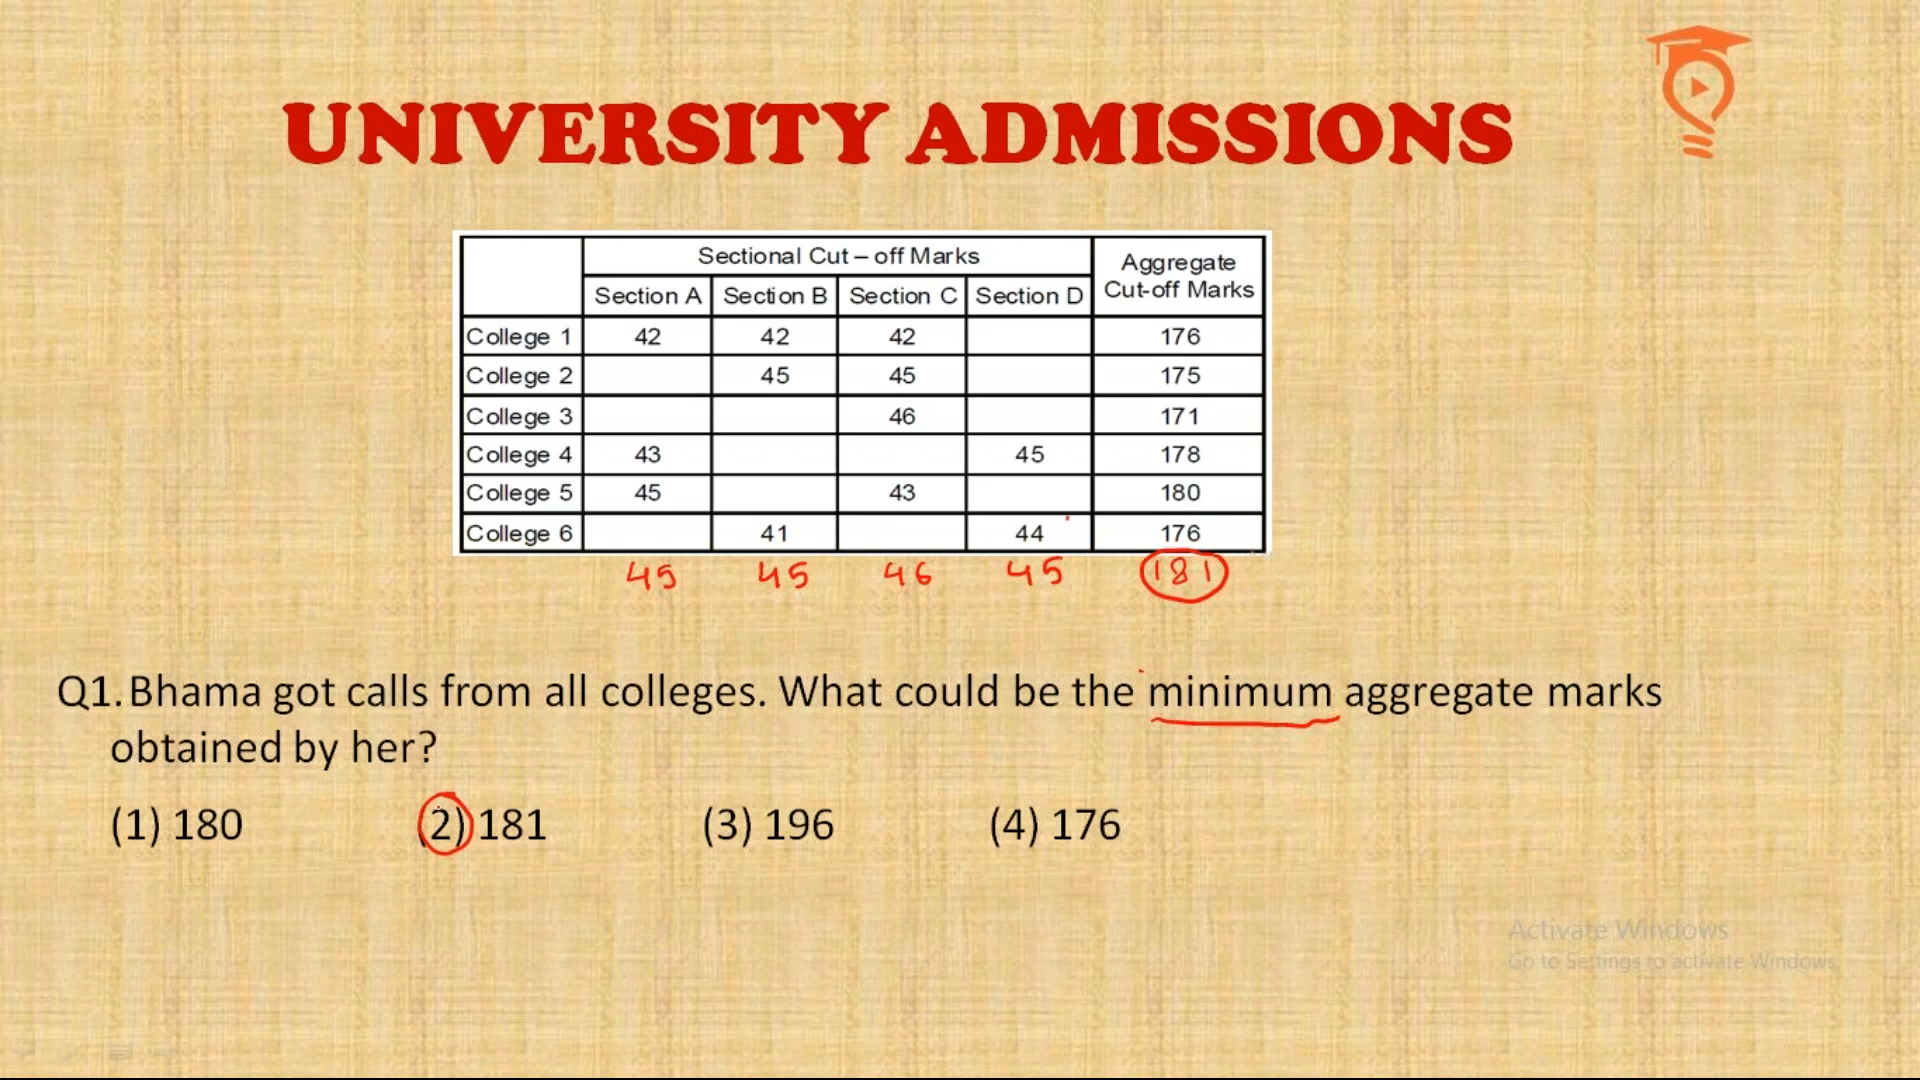 UNIVERSITY ADMISSIONS
Sectional Cut – off Marks Aggregate Cut-off Marks
Section A Section B Section C Section D
College 1 42 42 42 176
College 2 45 45 175
College 3 46 171
College 4 43 45 178
College 5 45 43 180
College 6 41 44 176
45 45 46 45 181
Q1. Bhama got calls from all colleges. What could be the minimum aggregate marks
obtained by her?
(1) 180 (2) 181 (3) 196 (4) 176
Activate Windows
Go to Settings to activate Windows.